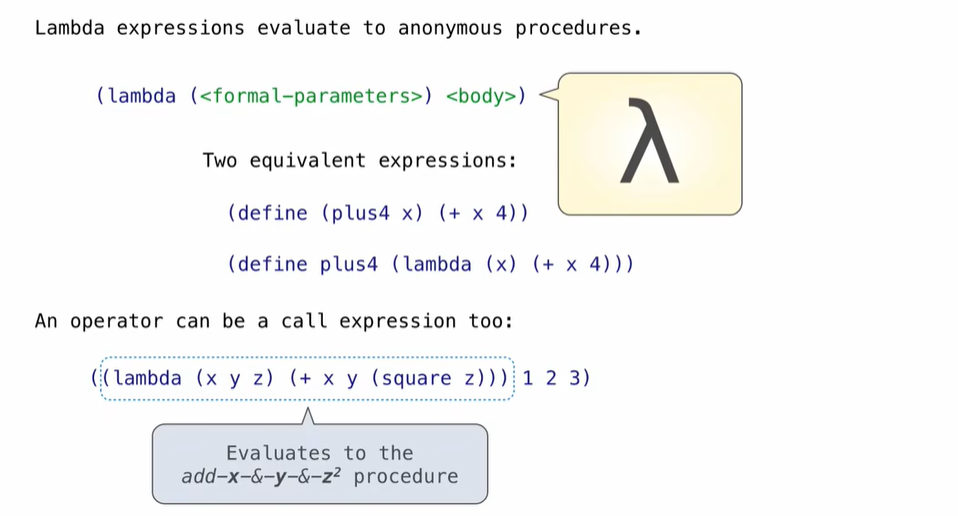 Lambda expressions evaluate to anonymous procedures.
(lambda (<formal-parameters>) <body>)
λ
Two equivalent expressions:
(define (plus4 x) (+ x 4))
(define plus4 (lambda (x) (+ x 4)))
An operator can be a call expression too:
((lambda (x y z) (+ x y (square z))) 1 2 3)
Evaluates to the
add-x-&-y-&-z² procedure